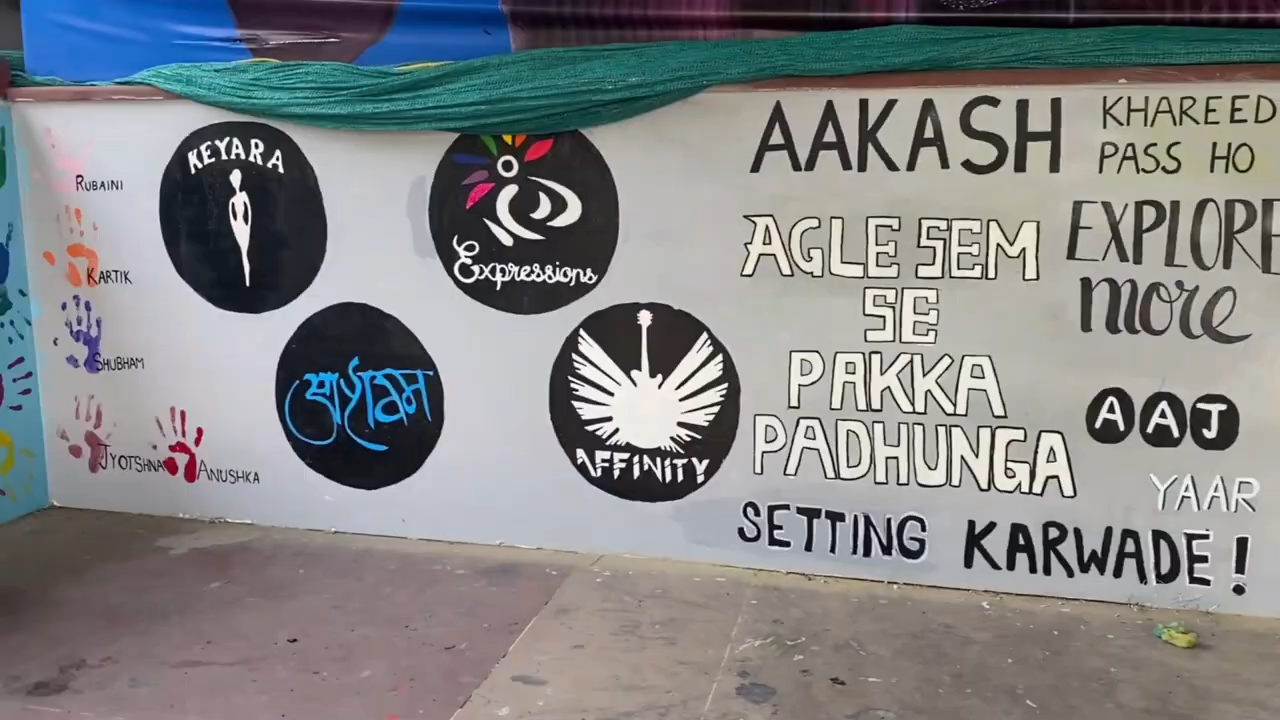 RUBAINI
KARTIK
SHUBHAM
JYOTSHNA
ANUSHKA
KEYARA
Expressions
AFFINITY
AAKASH
KHAREED
PASS HO
AGLE SEM
SE
PAKKA
PADHUNGA
EXPLORE
more
AAJ
YAAR
SETTING KARWADE!